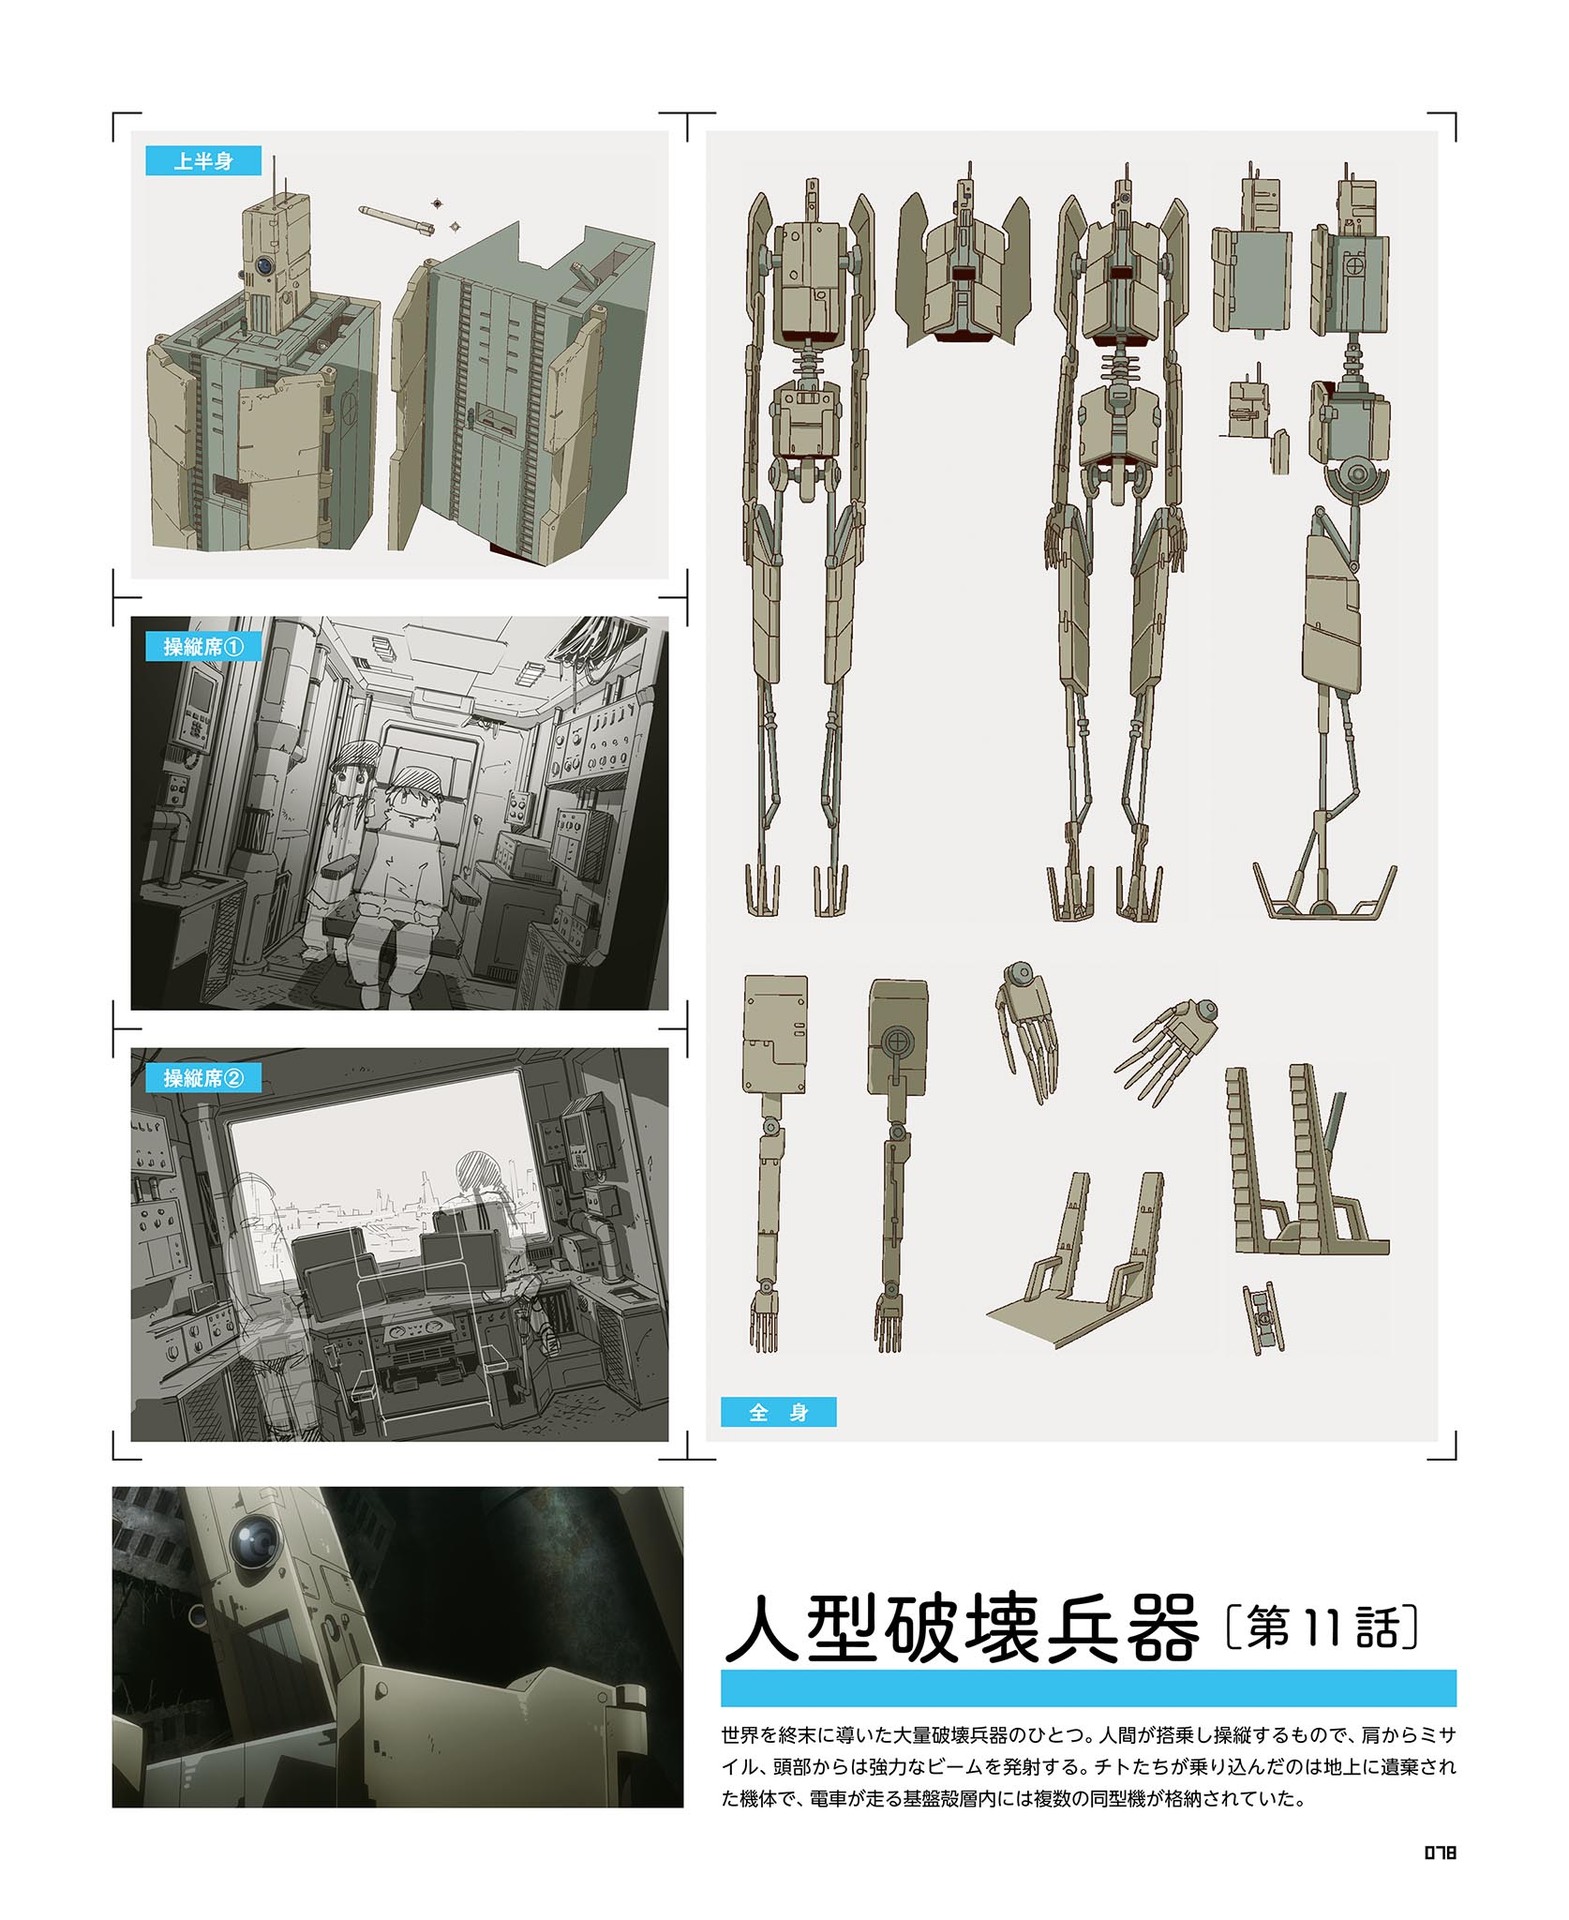 上半身
操縦席①
操縦席②
全 身
人型破壊兵器［第11話］
世界を終末に導いた大量破壊兵器のひとつ。人間が搭乗し操縦するもので、肩からミサ
イル、頭部からは強力なビームを発射する。チトたちが乗り込んだのは地上に遺棄され
た機体で、電車が走る基盤殻層内には複数の同型機が格納されていた。
078